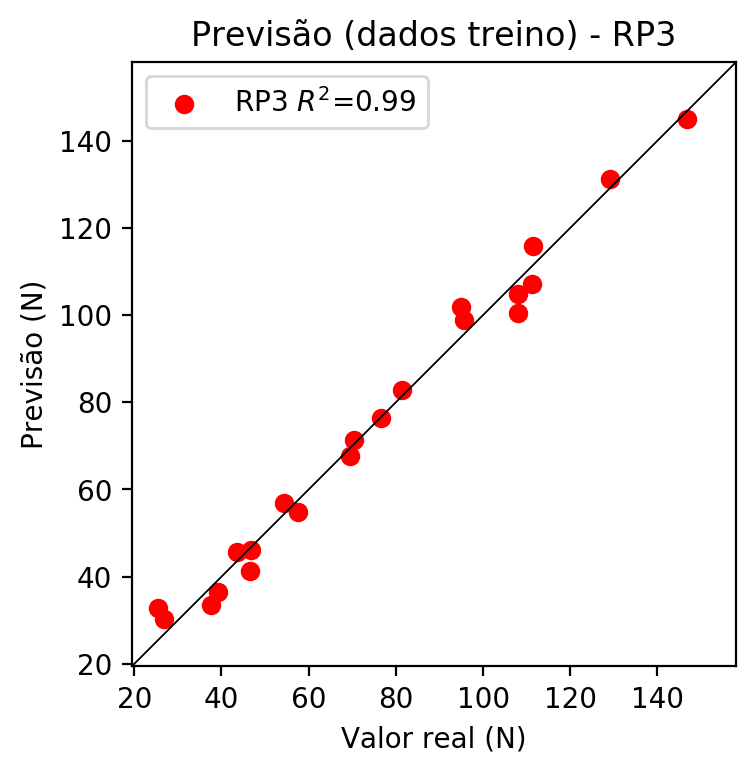 Previsão (dados treino) - RP3
RP3 R²=0.99
Previsão (N)
140
120
100
80
60
40
20
20 40 60 80 100 120 140
Valor real (N)